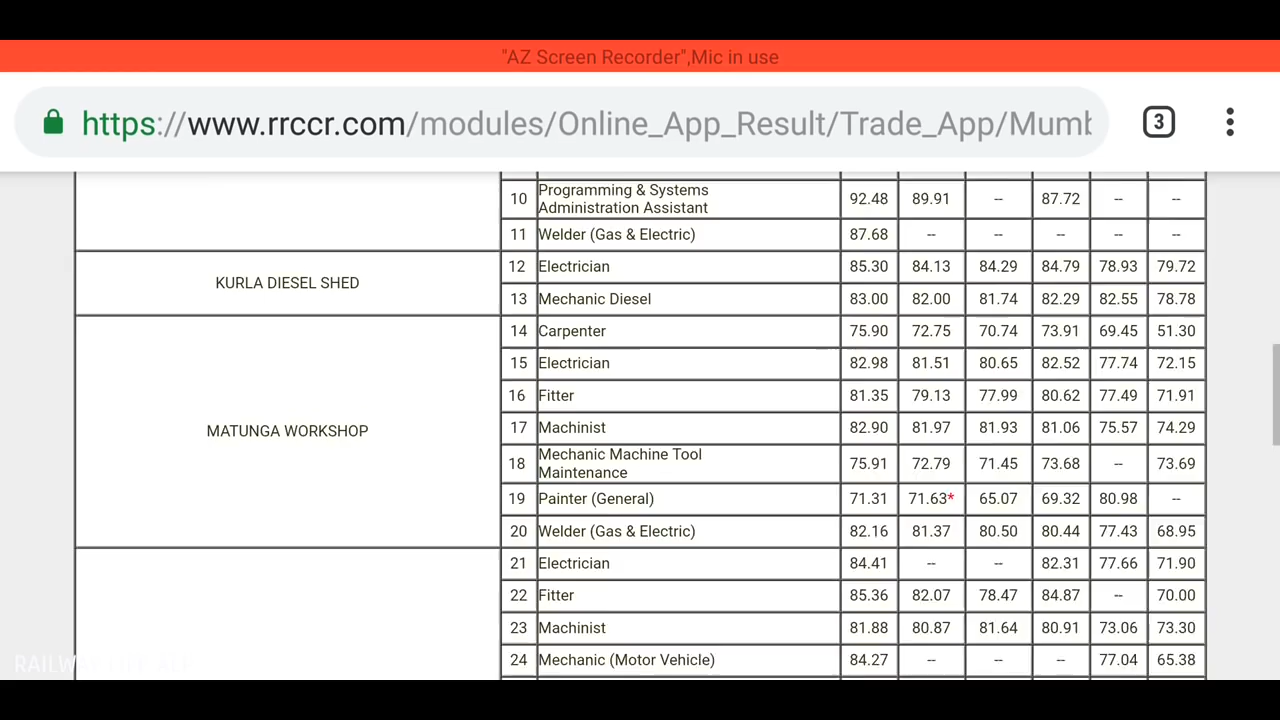 "AZ Screen Recorder",Mic in use
https://www.rrccr.com/modules/Online_App_Result/Trade_App/Mumb
3
10 Programming & Systems Administration Assistant 92.48 89.91 -- 87.72 -- --
11 Welder (Gas & Electric) 87.68 -- -- -- -- --
KURLA DIESEL SHED
12 Electrician 85.30 84.13 84.29 84.79 78.93 79.72
13 Mechanic Diesel 83.00 82.00 81.74 82.29 82.55 78.78
MATUNGA WORKSHOP
14 Carpenter 75.90 72.75 70.74 73.91 69.45 51.30
15 Electrician 82.98 81.51 80.65 82.52 77.74 72.15
16 Fitter 81.35 79.13 77.99 80.62 77.49 71.91
17 Machinist 82.90 81.97 81.93 81.06 75.57 74.29
18 Mechanic Machine Tool Maintenance 75.91 72.79 71.45 73.68 -- 73.69
19 Painter (General) 71.31 71.63* 65.07 69.32 80.98 --
20 Welder (Gas & Electric) 82.16 81.37 80.50 80.44 77.43 68.95
21 Electrician 84.41 -- -- 82.31 77.66 71.90
22 Fitter 85.36 82.07 78.47 84.87 -- 70.00
23 Machinist 81.88 80.87 81.64 80.91 73.06 73.30
24 Mechanic (Motor Vehicle) 84.27 -- -- -- 77.04 65.38